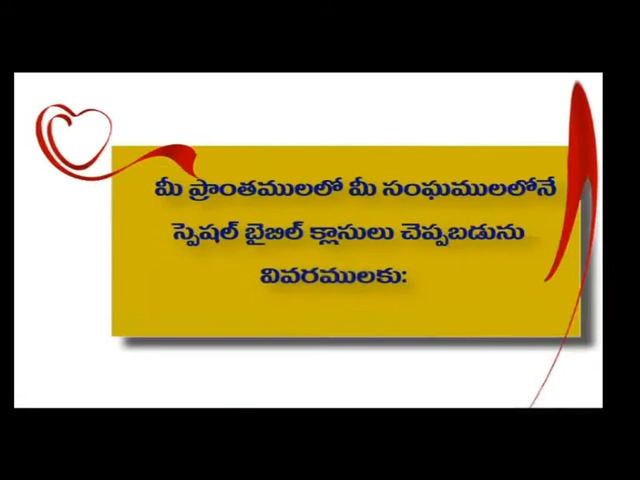 మీ ప్రాంతములలో మీ సంఘములలోనే
స్పెషల్ బైబిల్ క్లాసులు చెప్పబడును
వివరములకు: